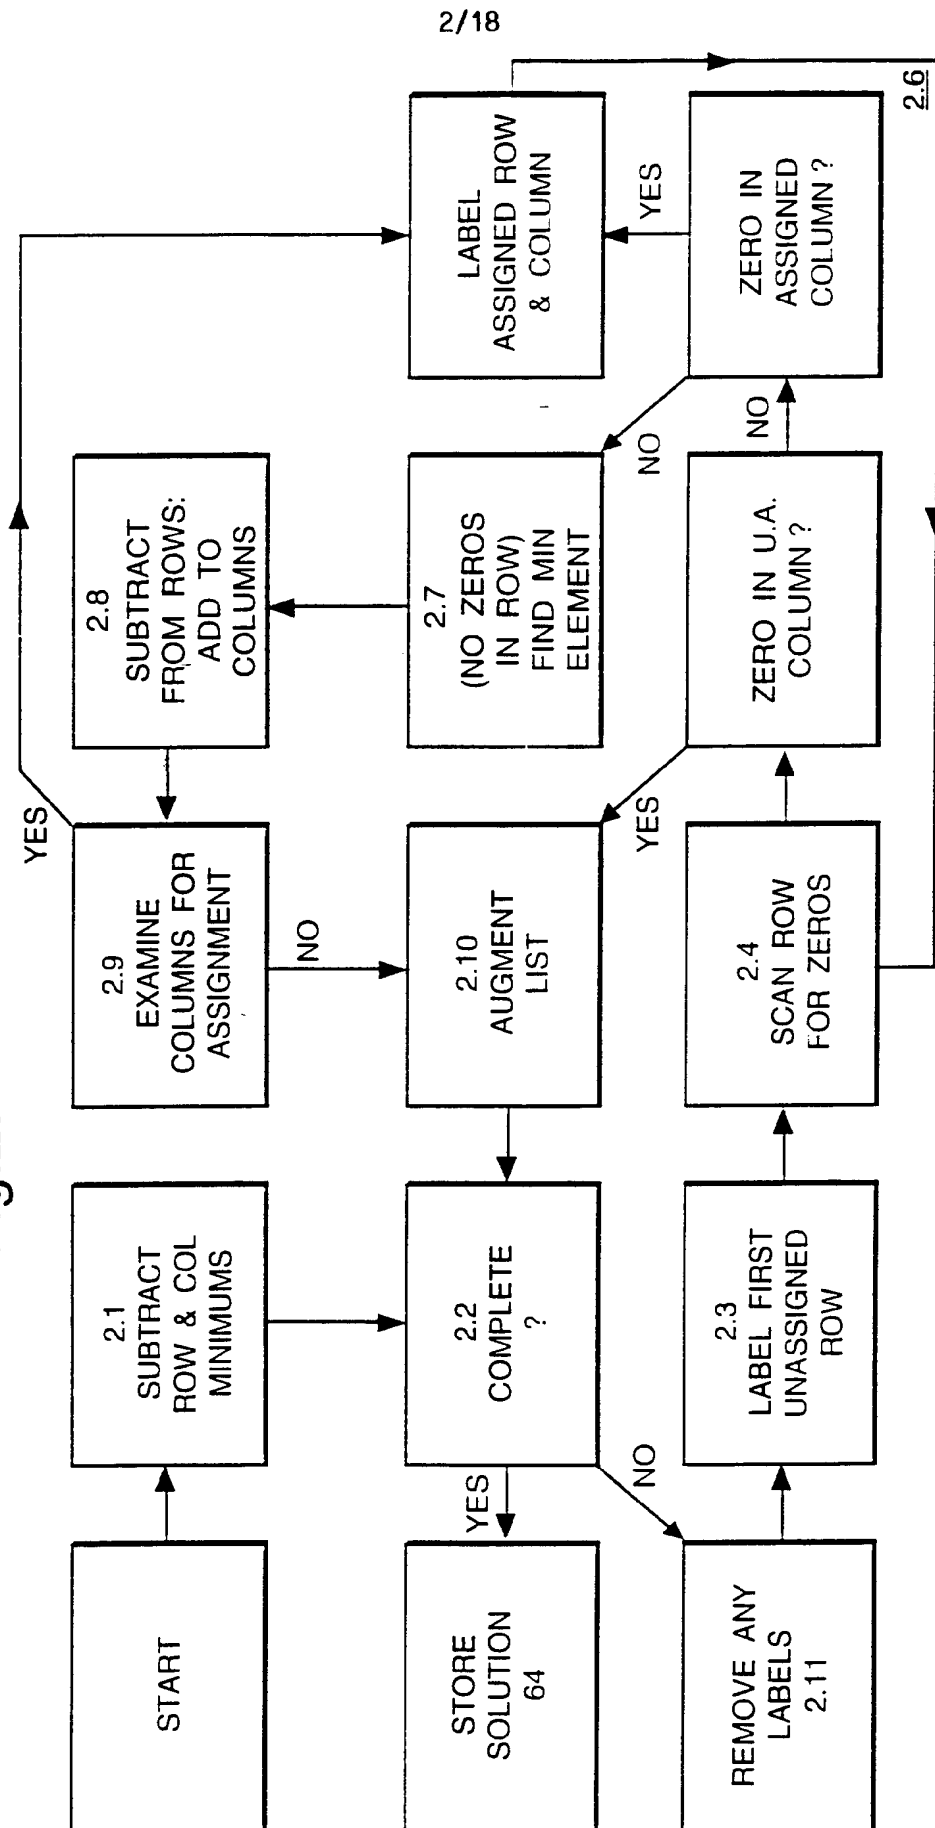 2/18
START
2.1
SUBTRACT
ROW & COL
MINIMUMS
2.9
EXAMINE
COLUMNS FOR
ASSIGNMENT
YES
NO
2.8
SUBTRACT
FROM ROWS:
ADD TO
COLUMNS
STORE
SOLUTION
64
YES
2.2
COMPLETE
?
NO
2.10
AUGMENT
LIST
YES
2.7
(NO ZEROS
IN ROW)
FIND MIN
ELEMENT
NO
LABEL
ASSIGNED ROW
& COLUMN
YES
REMOVE ANY
LABELS
2.11
2.3
LABEL FIRST
UNASSIGNED
ROW
2.4
SCAN ROW
FOR ZEROS
ZERO IN U.A.
COLUMN ?
NO
ZERO IN
ASSIGNED
COLUMN ?
2.6